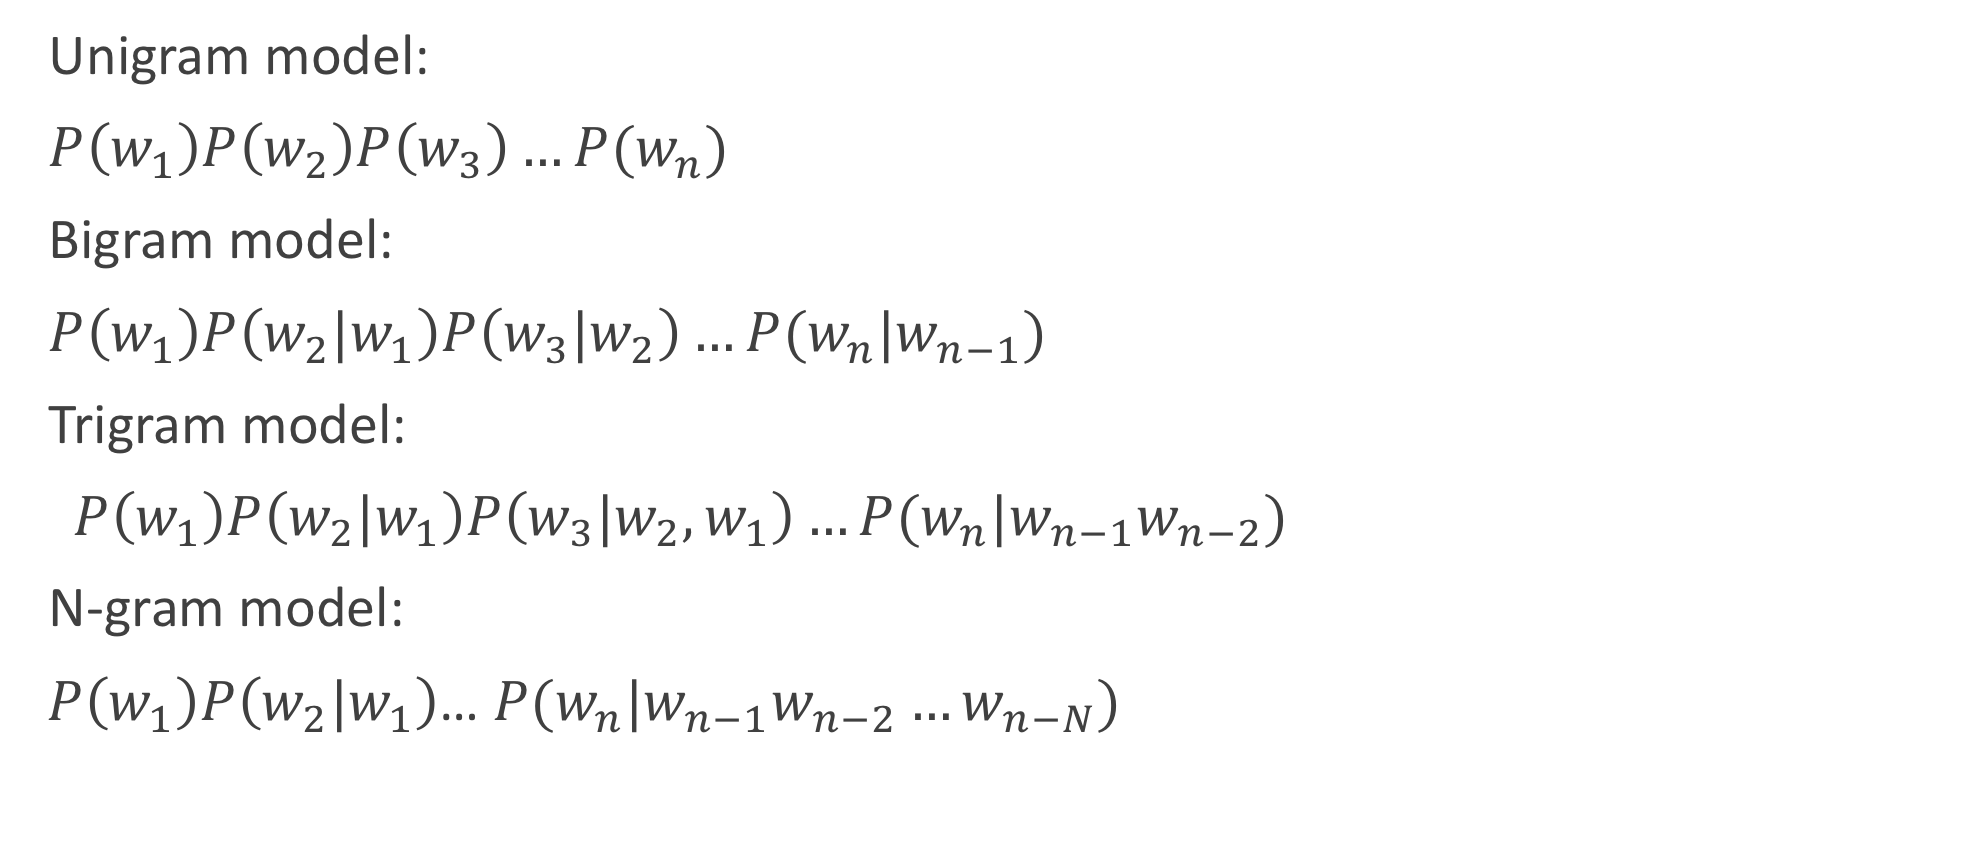 Unigram model:
P(w₁)P(w₂)P(w₃) … P(wₙ)
Bigram model:
P(w₁)P(w₂|w₁)P(w₃|w₂) … P(wₙ|wₙ₋₁)
Trigram model:
P(w₁)P(w₂|w₁)P(w₃|w₂, w₁) … P(wₙ|wₙ₋₁wₙ₋₂)
N-gram model:
P(w₁)P(w₂|w₁)… P(wₙ|wₙ₋₁wₙ₋₂ … w_{n−N})